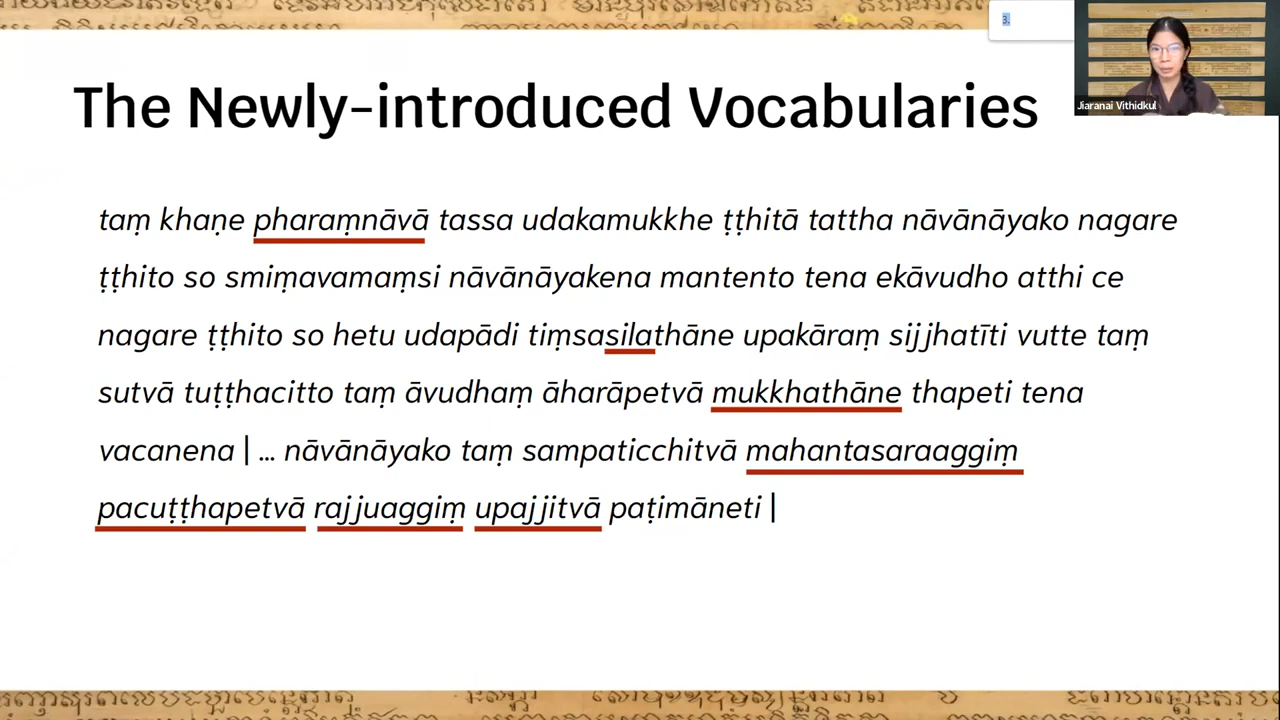 The Newly-introduced Vocabularies
Jiaranai Vithidkul
taṃ khaṇe pharaṃnāvā tassa udakamukkhe ṭṭhitā tattha nāvānāyako nagare
ṭṭhito so smiṃavamaṃsi nāvānāyakena mantento tena ekāvudho atthi ce
nagare ṭṭhito so hetu udapādi tiṃsasilathāne upakāraṃ sijjhatīti vutte taṃ
sutvā tuṭṭhacitto taṃ āvudhaṃ āharāpetvā mukkhathāne thapeti tena
vacanena | ... nāvānāyako taṃ sampaticchitvā mahantasaraaggiṃ
pacuṭṭhapetvā rajjuaggiṃ upajjitvā paṭimāneti |